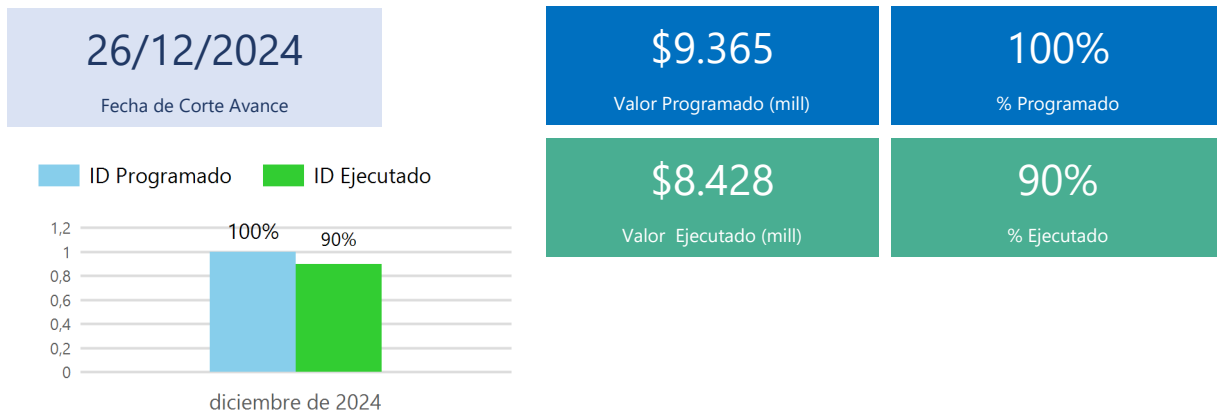 26/12/2024
Fecha de Corte Avance
$9.365
Valor Programado (mill)
100%
% Programado
$8.428
Valor  Ejecutado (mill)
90%
% Ejecutado
ID Programado
ID Ejecutado
1,2
1
0,8
0,6
0,4
0,2
0
100%
90%
diciembre de 2024